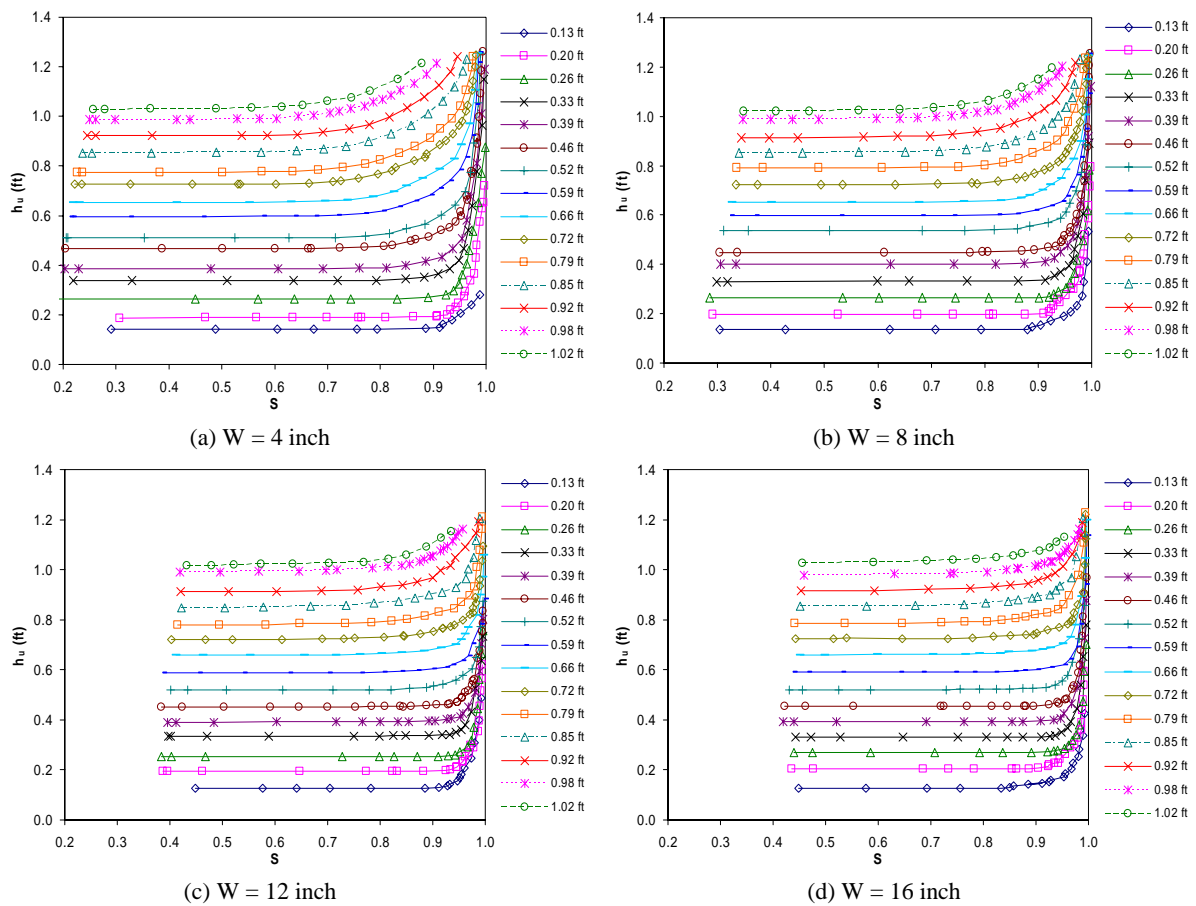 1.4
1.2
1.0
0.8
0.6
0.4
0.2
0.0
h_u (ft)
0.2 0.3 0.4 0.5 0.6 0.7 0.8 0.9 1.0
S
0.13 ft
0.20 ft
0.26 ft
0.33 ft
0.39 ft
0.46 ft
0.52 ft
0.59 ft
0.66 ft
0.72 ft
0.79 ft
0.85 ft
0.92 ft
0.98 ft
1.02 ft
(a) W = 4 inch
1.4
1.2
1.0
0.8
0.6
0.4
0.2
0.0
h_u (ft)
0.2 0.3 0.4 0.5 0.6 0.7 0.8 0.9 1.0
S
0.13 ft
0.20 ft
0.26 ft
0.33 ft
0.39 ft
0.46 ft
0.52 ft
0.59 ft
0.66 ft
0.72 ft
0.79 ft
0.85 ft
0.92 ft
0.98 ft
1.02 ft
(b) W = 8 inch
1.4
1.2
1.0
0.8
0.6
0.4
0.2
0.0
h_u (ft)
0.2 0.3 0.4 0.5 0.6 0.7 0.8 0.9 1.0
S
0.13 ft
0.20 ft
0.26 ft
0.33 ft
0.39 ft
0.46 ft
0.52 ft
0.59 ft
0.66 ft
0.72 ft
0.79 ft
0.85 ft
0.92 ft
0.98 ft
1.02 ft
(c) W = 12 inch
1.4
1.2
1.0
0.8
0.6
0.4
0.2
0.0
h_u (ft)
0.2 0.3 0.4 0.5 0.6 0.7 0.8 0.9 1.0
S
0.13 ft
0.20 ft
0.26 ft
0.33 ft
0.39 ft
0.46 ft
0.52 ft
0.59 ft
0.66 ft
0.72 ft
0.79 ft
0.85 ft
0.92 ft
0.98 ft
1.02 ft
(d) W = 16 inch